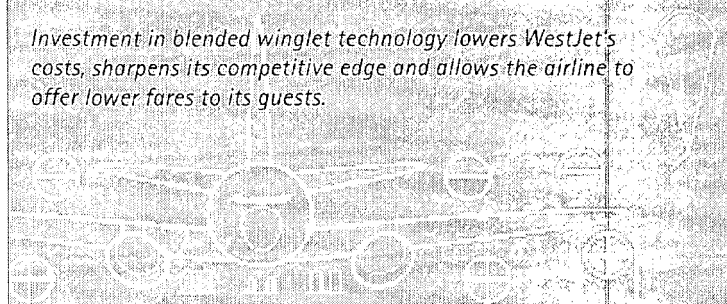 Investment in blended winglet technology lowers WestJet's
costs, sharpens its competitive edge and allows the airline to
offer lower fares to its guests.